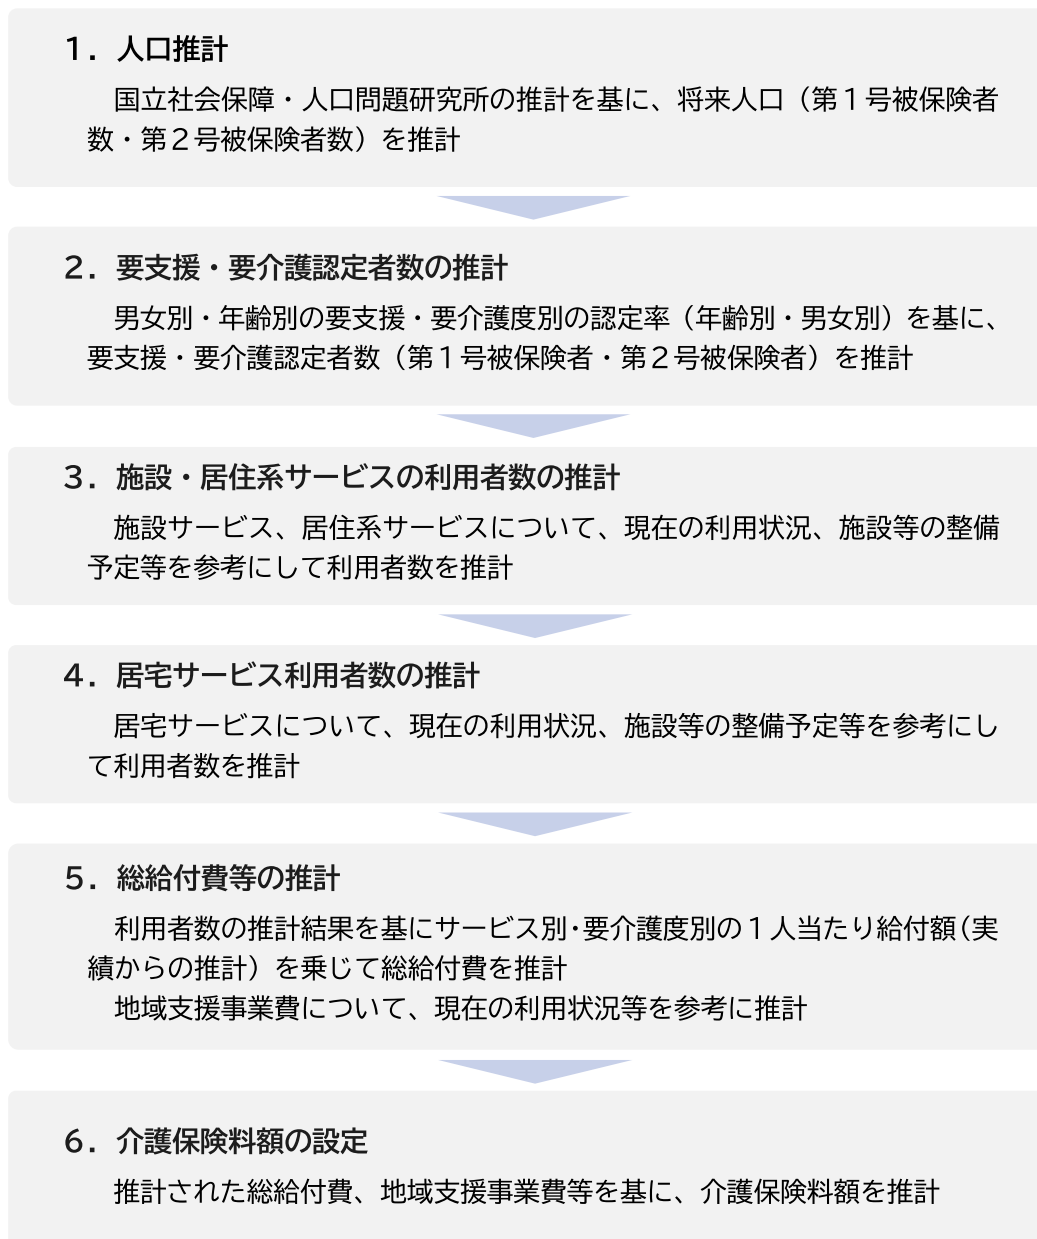 １．人口推計
国立社会保障・人口問題研究所の推計を基に、将来人口（第１号被保険者
数・第２号被保険者数）を推計
２．要支援・要介護認定者数の推計
男女別・年齢別の要支援・要介護度別の認定率（年齢別・男女別）を基に、
要支援・要介護認定者数（第１号被保険者・第２号被保険者）を推計
３．施設・居住系サービスの利用者数の推計
施設サービス、居住系サービスについて、現在の利用状況、施設等の整備
予定等を参考にして利用者数を推計
４．居宅サービス利用者数の推計
居宅サービスについて、現在の利用状況、施設等の整備予定等を参考にし
て利用者数を推計
５．総給付費等の推計
利用者数の推計結果を基にサービス別･要介護度別の１人当たり給付額（実
績からの推計）を乗じて総給付費を推計
地域支援事業費について、現在の利用状況等を参考に推計
６．介護保険料額の設定
推計された総給付費、地域支援事業費等を基に、介護保険料額を推計